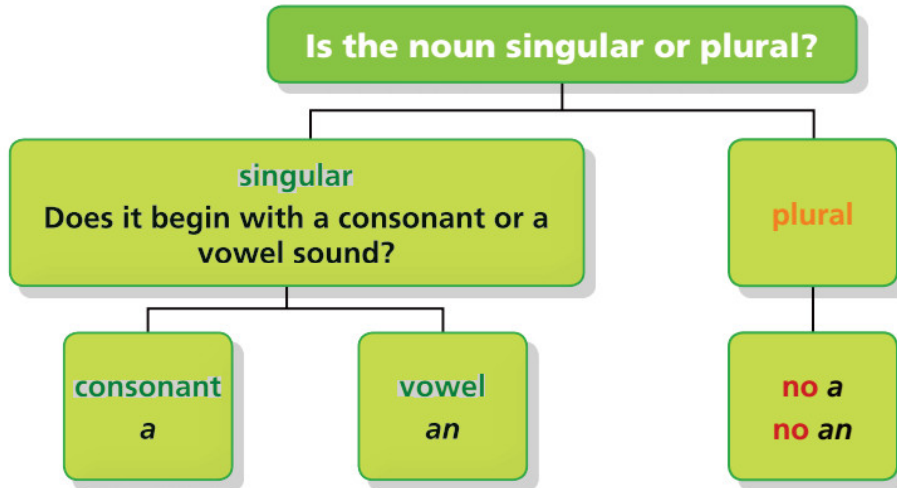 Is the noun singular or plural?
singular
Does it begin with a consonant or a
vowel sound?
plural
consonant
a
vowel
an
no a
no an